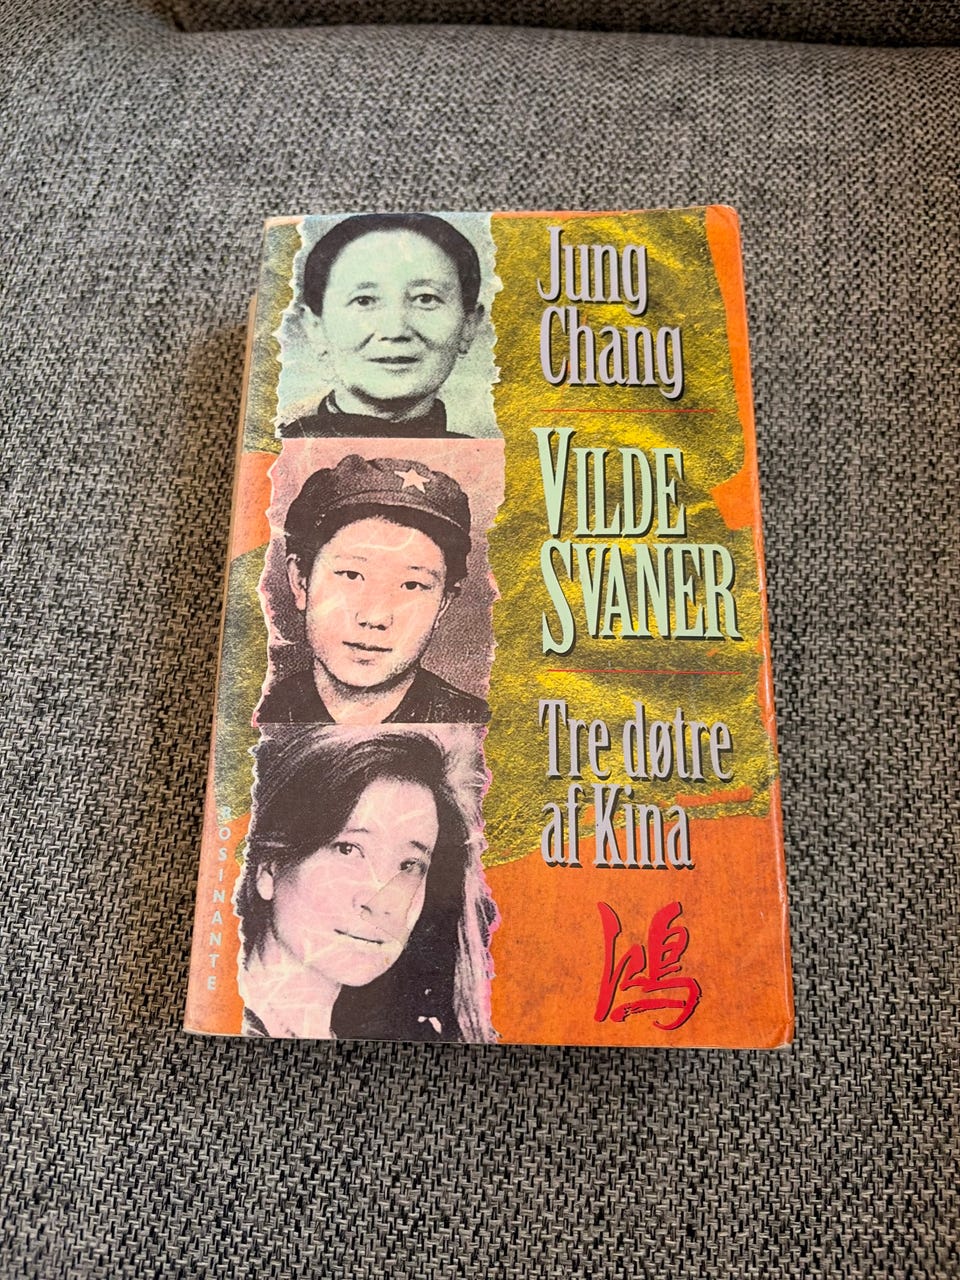 Jung
Chang
VILDE
SVANER
Tre døtre
af Kina
鴻
ROSINANTE